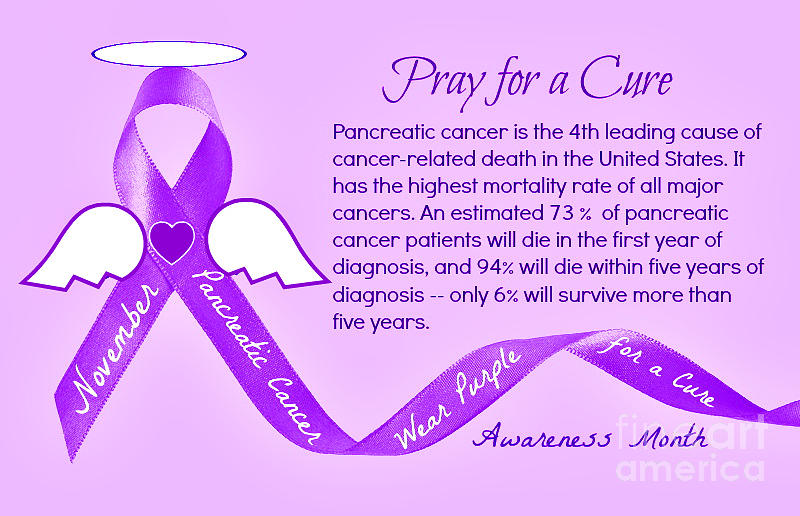 Pray for a Cure
Pancreatic cancer is the 4th leading cause of
cancer-related death in the United States. It
has the highest mortality rate of all major
cancers. An estimated 73 % of pancreatic
cancer patients will die in the first year of
diagnosis, and 94% will die within five years of
diagnosis -- only 6% will survive more than
five years.
November
Pancreatic Cancer
Wear Purple
for a Cure
Awareness Month
fine art
america